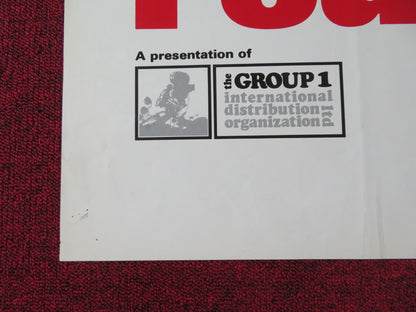 A presentation of
the GROUP 1
international
distribution
organization ltd